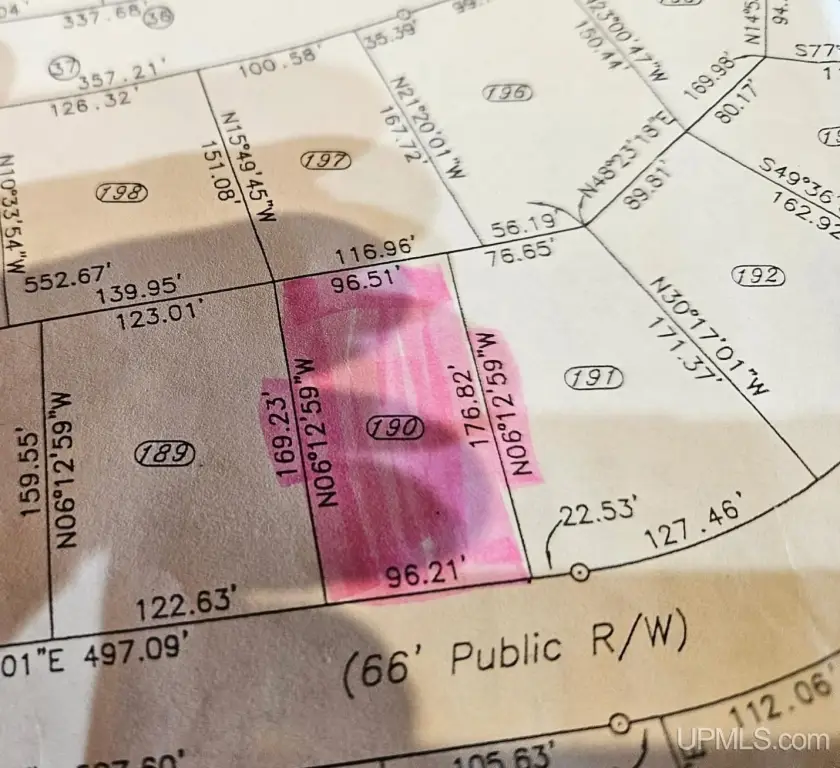 337.68'
38
37
357.21'
126.32'
100.58'
35.39'
N23°00'47"W
150.44'
169.98'
80.17'
N21°20'01"W
167.72'
196
N48°23'18"E
89.81'
N15°49'45"W
151.08'
197
198
N10°33'54"W
S49°36'
162.92
552.67'
139.95'
123.01'
116.96'
96.51'
56.19'
76.65'
192
N30°17'01"W
171.37'
191
159.55'
N06°12'59"W
189
169.23'
N06°12'59"W
190
176.82'
N06°12'59"W
22.53'
127.46'
122.63'
96.21'
01"E 497.09'
(66' Public R/W)
112.06'
105.63'
UPMLS.com